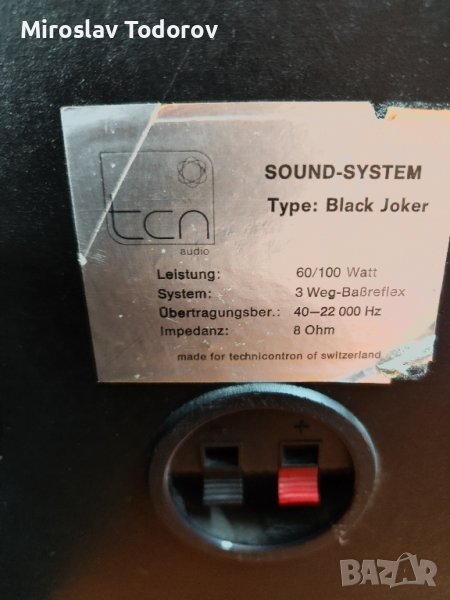 Miroslav Todorov
tcn
audio
SOUND-SYSTEM
Type: Black Joker
Leistung: 60/100 Watt
System: 3 Weg-Baßreflex
Übertragungsber.: 40–22 000 Hz
Impedanz: 8 Ohm
made for technicontron of switzerland
+
BAZAR